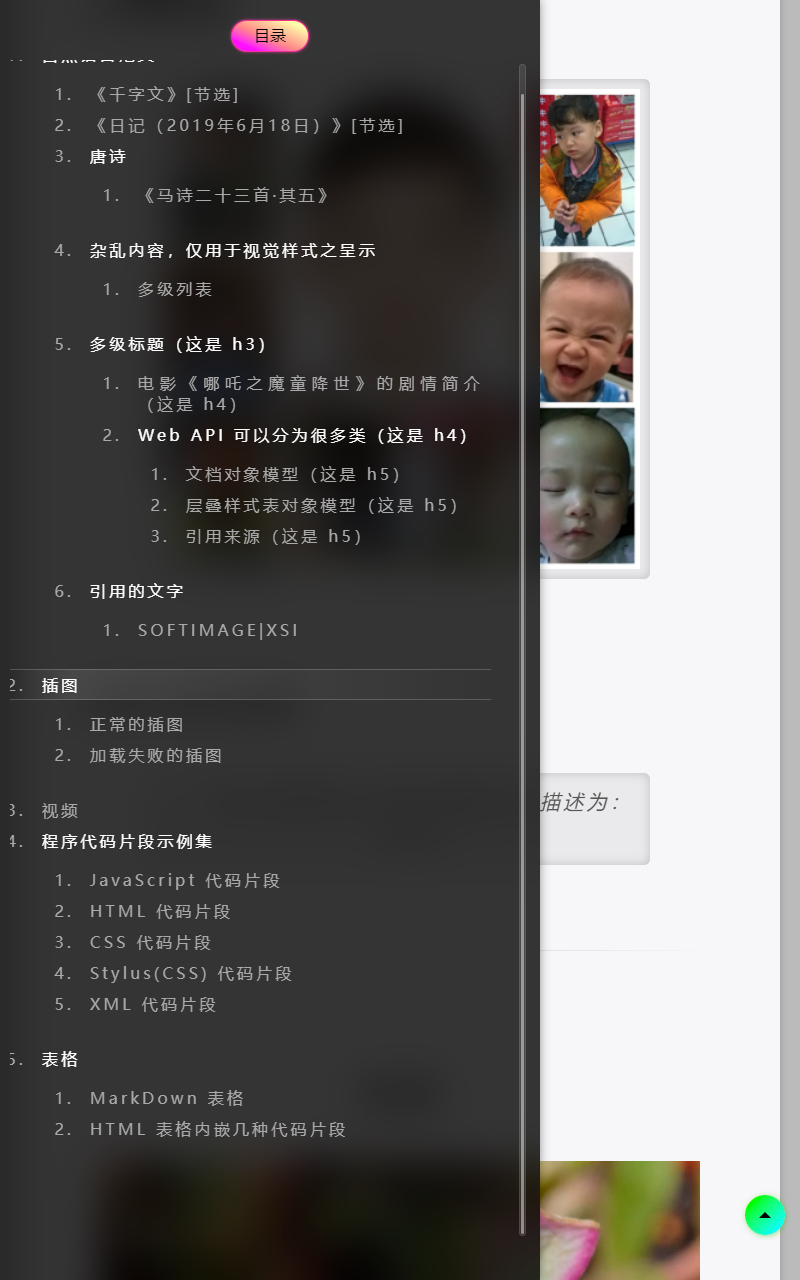 目录
1. 《千字文》[节选]
2. 《日记（2019年6月18日）》[节选]
3. 唐诗
1. 《马诗二十三首·其五》
4. 杂乱内容，仅用于视觉样式之呈示
1. 多级列表
5. 多级标题（这是 h3）
1. 电影《哪吒之魔童降世》的剧情简介
（这是 h4）
2. Web API 可以分为很多类（这是 h4）
1. 文档对象模型（这是 h5）
2. 层叠样式表对象模型（这是 h5）
3. 引用来源（这是 h5）
6. 引用的文字
1. SOFTIMAGE|XSI
2. 插图
1. 正常的插图
2. 加载失败的插图
描述为：
3. 视频
4. 程序代码片段示例集
1. JavaScript 代码片段
2. HTML 代码片段
3. CSS 代码片段
4. Stylus(CSS) 代码片段
5. XML 代码片段
5. 表格
1. MarkDown 表格
2. HTML 表格内嵌几种代码片段